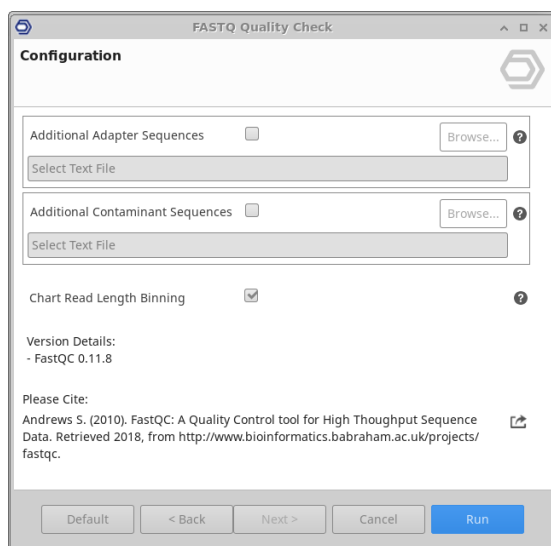 FASTQ Quality Check
Configuration
Additional Adapter Sequences
Browse...
?
Select Text File
Additional Contaminant Sequences
Browse...
?
Select Text File
Chart Read Length Binning
?
Version Details:
- FastQC 0.11.8
Please Cite:
Andrews S. (2010). FastQC: A Quality Control tool for High Thoughput Sequence
Data. Retrieved 2018, from http://www.bioinformatics.babraham.ac.uk/projects/
fastqc.
Default
< Back
Next >
Cancel
Run